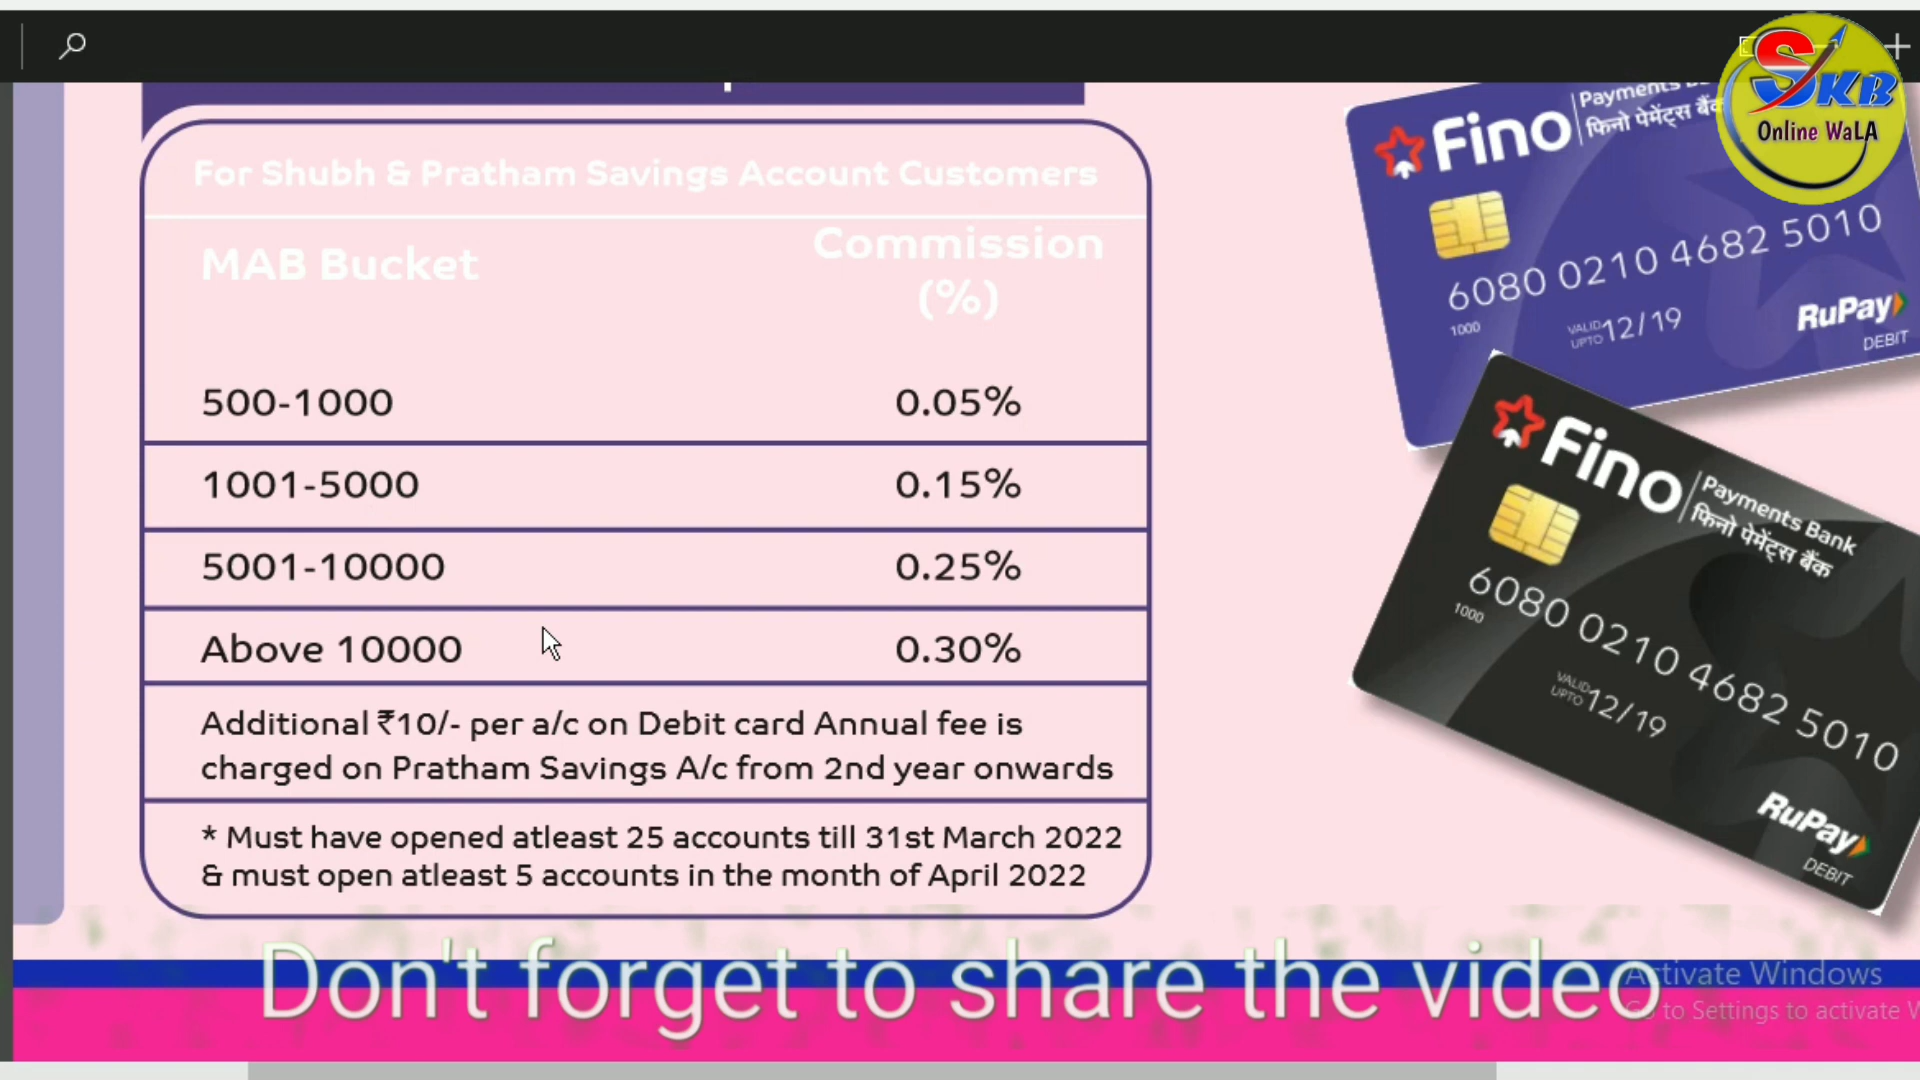 For Shubh & Pratham Savings Account Customers
MAB Bucket
Commission
(%)
500-1000
0.05%
1001-5000
0.15%
5001-10000
0.25%
Above 10000
0.30%
Additional ₹10/- per a/c on Debit card Annual fee is
charged on Pratham Savings A/c from 2nd year onwards
* Must have opened atleast 25 accounts till 31st March 2022
& must open atleast 5 accounts in the month of April 2022
Fino
Payments
फिनो पेमेंट्स बैंक
6080 0210 4682 5010
1000
VALID
UPTO
12/19
RuPay
DEBIT
SKB
Online WaLA
Fino
Payments Bank
फिनो पेमेंट्स बैंक
6080 0210 4682 5010
1000
VALID
UPTO
12/19
RuPay
DEBIT
Don't forget to share the video
Activate Windows
Go to Settings to activate W